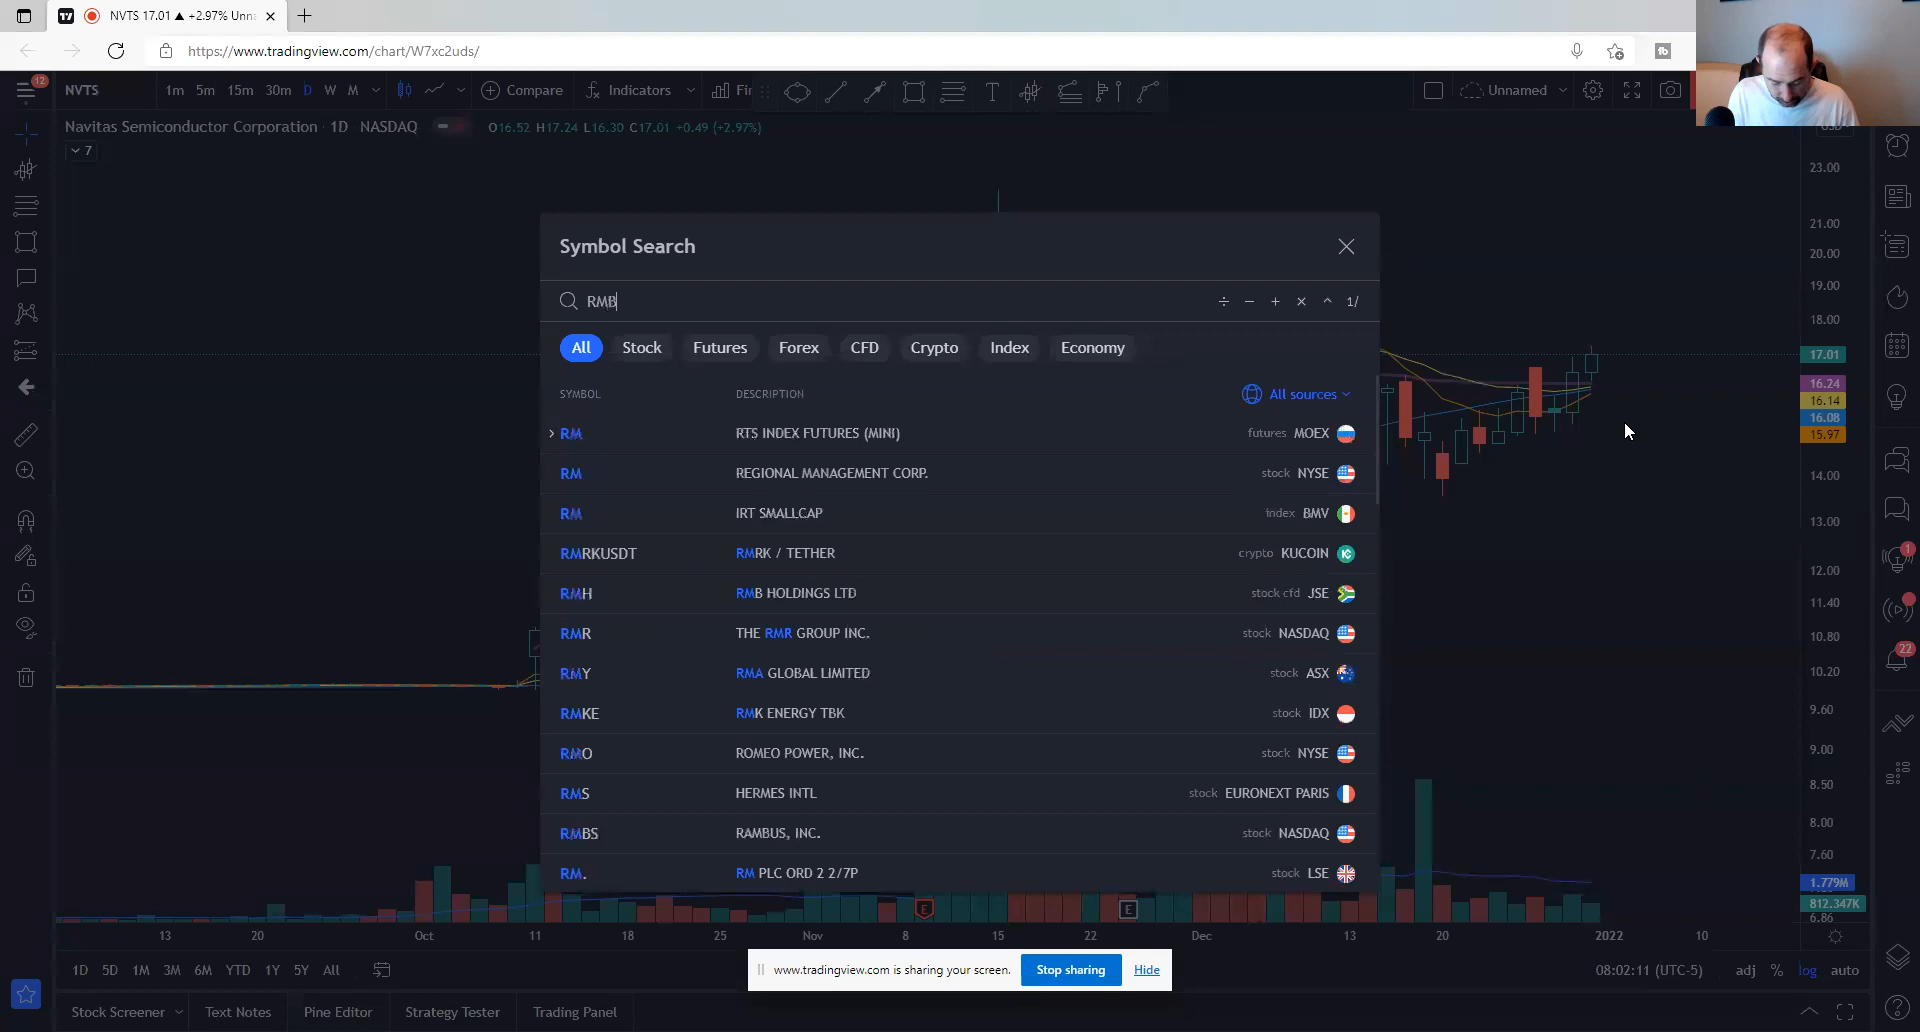 NVTS 17.01 ▲ +2.97% Unna
https://www.tradingview.com/chart/W7xc2uds/
12
NVTS 1m 5m 15m 30m D W M Compare Indicators Fin T Unnamed
Navitas Semiconductor Corporation · 1D NASDAQ O16.52 H17.24 L16.30 C17.01 +0.49 (+2.97%)
7
23.00
21.00
20.00
19.00
18.00
17.01
16.24
16.14
16.08
15.97
14.00
13.00
12.00
11.40
10.80
10.20
9.60
9.00
8.50
8.00
7.60
1.779M
812.347K
6.86
Symbol Search
RMB ÷ − + × ^ 1/
All Stock Futures Forex CFD Crypto Index Economy
SYMBOL DESCRIPTION All sources
RM RTS INDEX FUTURES (MINI) futures MOEX
RM REGIONAL MANAGEMENT CORP. stock NYSE
RM IRT SMALLCAP index BMV
RMRKUSDT RMRK / TETHER crypto KUCOIN
RMH RMB HOLDINGS LTD stock cfd JSE
RMR THE RMR GROUP INC. stock NASDAQ
RMY RMA GLOBAL LIMITED stock ASX
RMKE RMK ENERGY TBK stock IDX
RMO ROMEO POWER, INC. stock NYSE
RMS HERMES INTL stock EURONEXT PARIS
RMBS RAMBUS, INC. stock NASDAQ
RM. RM PLC ORD 2 2/7P stock LSE
1
22
E E
13 20 Oct 11 18 25 Nov 8 15 22 Dec 13 20 2022 10
1D 5D 1M 3M 6M YTD 1Y 5Y All
www.tradingview.com is sharing your screen. Stop sharing Hide
08:02:11 (UTC-5) adj % log auto
Stock Screener Text Notes Pine Editor Strategy Tester Trading Panel